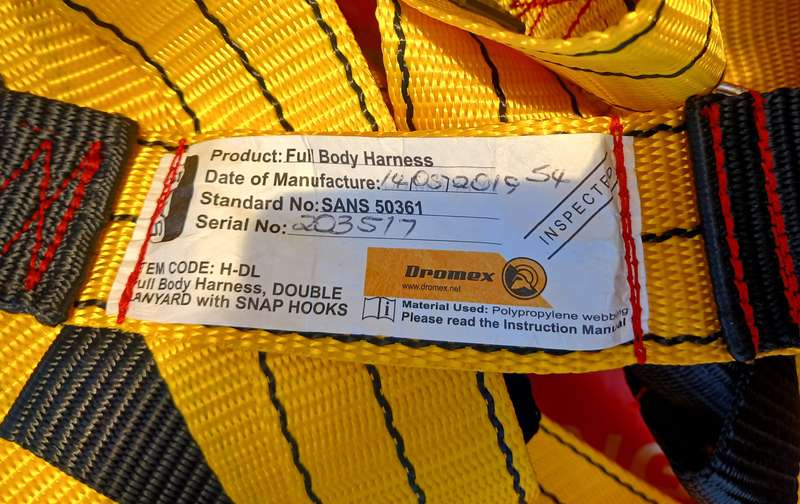 Product: Full Body Harness
Date of Manufacture: 14/03/2019 S4
Standard No: SANS 50361
Serial No: 203517
INSPECTED
ITEM CODE: H-DL
Full Body Harness, DOUBLE
LANYARD with SNAP HOOKS
Dromex
www.dromex.net
Material Used: Polypropylene webbing
Please read the Instruction Manual